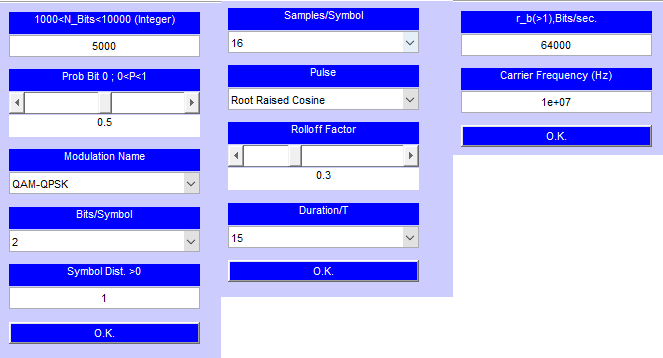 1000<N_Bits<10000 (Integer)
5000
Prob Bit 0 ; 0<P<1
0.5
Modulation Name
QAM-QPSK
Bits/Symbol
2
Symbol Dist. >0
1
O.K.
Samples/Symbol
16
Pulse
Root Raised Cosine
Rolloff Factor
0.3
Duration/T
15
O.K.
r_b(>1),Bits/sec.
64000
Carrier Frequency (Hz)
1e+07
O.K.